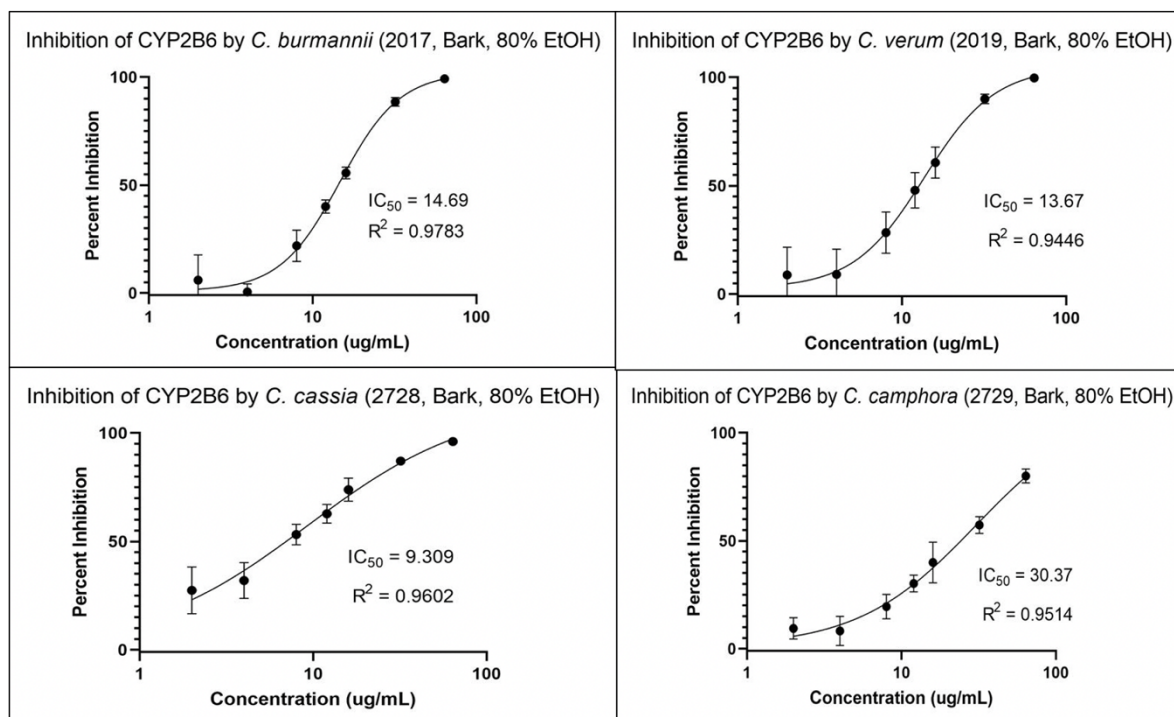 Inhibition of CYP2B6 by C. burmannii (2017, Bark, 80% EtOH)
Percent Inhibition
100
50
0
IC50 = 14.69
R2 = 0.9783
1
10
100
Concentration (ug/mL)
Inhibition of CYP2B6 by C. verum (2019, Bark, 80% EtOH)
Percent Inhibition
100
50
0
IC50 = 13.67
R2 = 0.9446
1
10
100
Concentration (ug/mL)
Inhibition of CYP2B6 by C. cassia (2728, Bark, 80% EtOH)
Percent Inhibition
100
50
0
IC50 = 9.309
R2 = 0.9602
1
10
100
Concentration (ug/mL)
Inhibition of CYP2B6 by C. camphora (2729, Bark, 80% EtOH)
Percent Inhibition
100
50
0
IC50 = 30.37
R2 = 0.9514
1
10
100
Concentration (ug/mL)